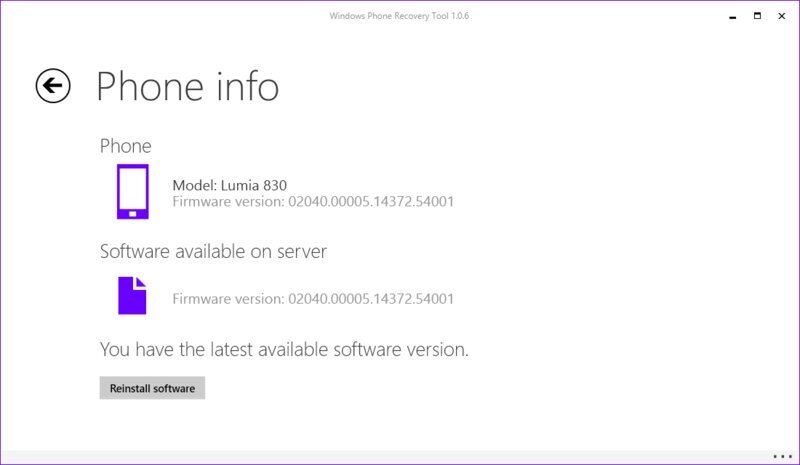 Windows Phone Recovery Tool 1.0.6
Phone info
Phone
Model: Lumia 830
Firmware version: 02040.00005.14372.54001
Software available on server
Firmware version: 02040.00005.14372.54001
You have the latest available software version.
Reinstall software